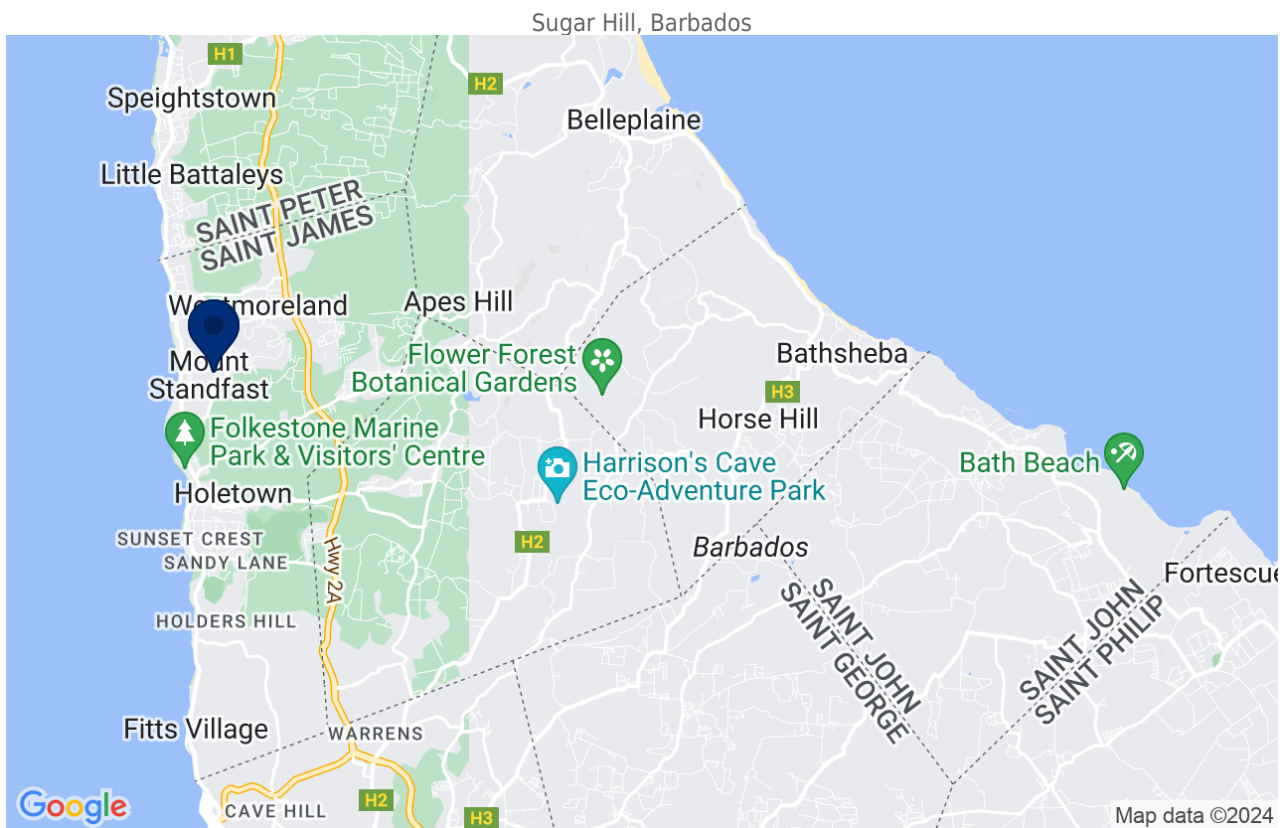 Sugar Hill, Barbados
H1
H2
Speightstown
Belleplaine
Little Battaleys
SAINT PETER
SAINT JAMES
Westmoreland
Apes Hill
Mount
Standfast
Flower Forest
Botanical Gardens
Bathsheba
H3
Horse Hill
Folkestone Marine
Park & Visitors' Centre
Harrison's Cave
Eco-Adventure Park
Bath Beach
Holetown
SUNSET CREST
SANDY LANE
Hwy 2A
H2
Barbados
Fortescue
HOLDERS HILL
SAINT JOHN
SAINT GEORGE
SAINT JOHN
SAINT PHILIP
Fitts Village
WARRENS
Google
CAVE HILL
H2
H3
Map data ©2024